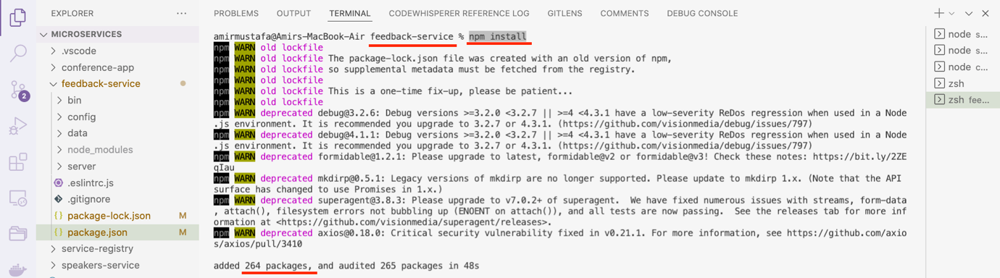 EXPLORER
MICROSERVICES
.vscode
conference-app
feedback-service
bin
config
data
node_modules
server
.eslintrc.js
.gitignore
package-lock.json M
package.json M
service-registry
speakers-service
2
PROBLEMS OUTPUT TERMINAL CODEWHISPERER REFERENCE LOG GITLENS COMMENTS DEBUG CONSOLE
amirmustafa@Amirs-MacBook-Air feedback-service % npm install
npm WARN old lockfile
npm WARN old lockfile The package-lock.json file was created with an old version of npm,
npm WARN old lockfile so supplemental metadata must be fetched from the registry.
npm WARN old lockfile
npm WARN old lockfile This is a one-time fix-up, please be patient...
npm WARN old lockfile
npm WARN deprecated debug@3.2.6: Debug versions >=3.2.0 <3.2.7 || >=4 <4.3.1 have a low-severity ReDos regression when used in a Node
.js environment. It is recommended you upgrade to 3.2.7 or 4.3.1. (https://github.com/visionmedia/debug/issues/797)
npm WARN deprecated debug@4.1.1: Debug versions >=3.2.0 <3.2.7 || >=4 <4.3.1 have a low-severity ReDos regression when used in a Node
.js environment. It is recommended you upgrade to 3.2.7 or 4.3.1. (https://github.com/visionmedia/debug/issues/797)
npm WARN deprecated formidable@1.2.1: Please upgrade to latest, formidable@v2 or formidable@v3! Check these notes: https://bit.ly/2ZE
qIau
npm WARN deprecated mkdirp@0.5.1: Legacy versions of mkdirp are no longer supported. Please update to mkdirp 1.x. (Note that the API
surface has changed to use Promises in 1.x.)
npm WARN deprecated superagent@3.8.3: Please upgrade to v7.0.2+ of superagent.  We have fixed numerous issues with streams, form-data
, attach(), filesystem errors not bubbling up (ENOENT on attach()), and all tests are now passing.  See the releases tab for more inf
ormation at <https://github.com/visionmedia/superagent/releases>.
npm WARN deprecated axios@0.18.0: Critical security vulnerability fixed in v0.21.1. For more information, see https://github.com/axio
s/axios/pull/3410
added 264 packages, and audited 265 packages in 48s
node s...
node s...
node c...
zsh
zsh fee...